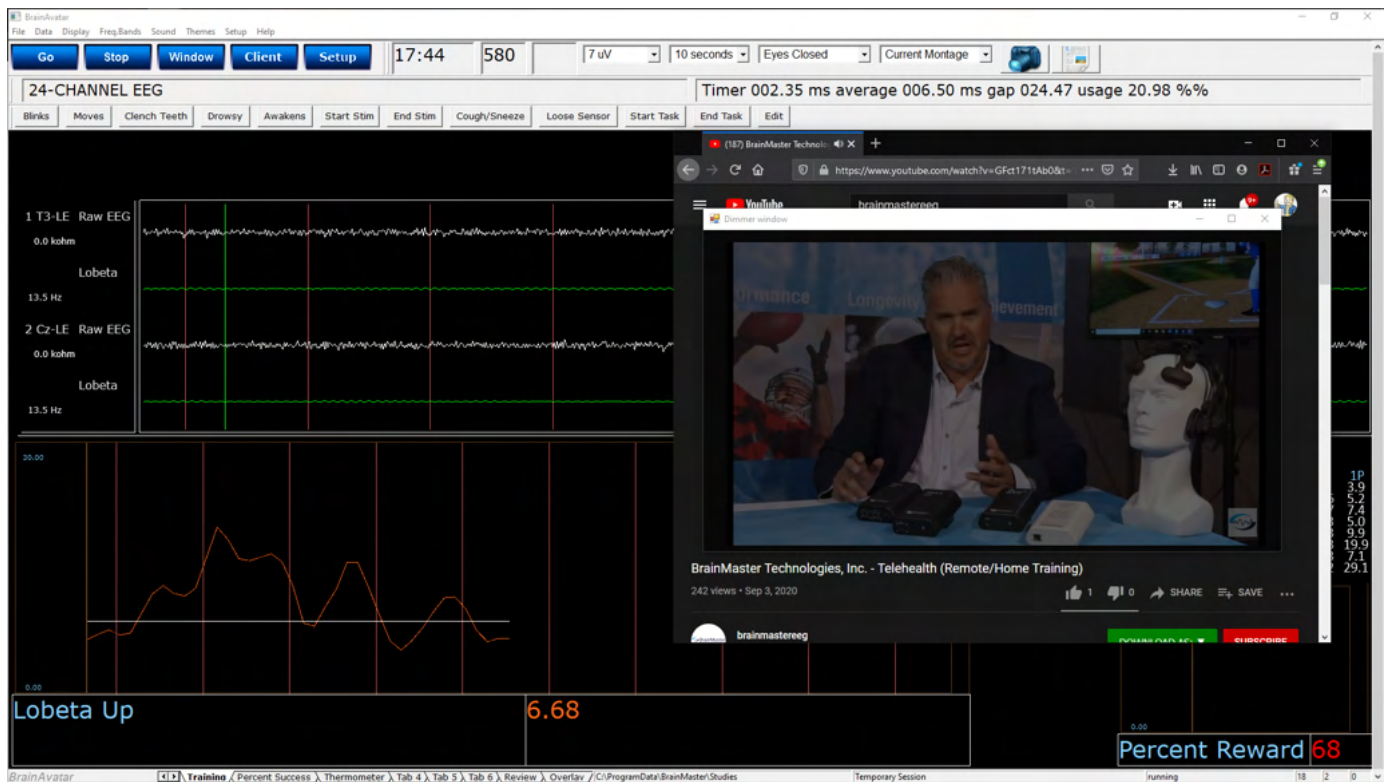 BrainAvatar
File Data Display Freq.Bands Sound Themes Setup Help
Go Stop Window Client Setup 17:44 580 7 uV 10 seconds Eyes Closed Current Montage
24-CHANNEL EEG Timer 002.35 ms average 006.50 ms gap 024.47 usage 20.98 %%
Blinks Moves Clench Teeth Drowsy Awakens Start Stim End Stim Cough/Sneeze Loose Sensor Start Task End Task Edit
(187) BrainMaster Technolo
https://www.youtube.com/watch?v=GFct171tAb0&t=
YouTube brainmastereeg
9+
Dimmer window
1 T3-LE Raw EEG
0.0 kohm
Lobeta
13.5 Hz
2 Cz-LE Raw EEG
0.0 kohm
Lobeta
13.5 Hz
Longevity
BrainMaster Technologies, Inc. - Telehealth (Remote/Home Training)
242 views • Sep 3, 2020 1 0 SHARE SAVE
brainmastereeg DOWNLOAD AS: SUBSCRIBE
20.00
0.00
1P
3.9
5.2
7.4
5.0
9.9
19.9
7.1
29.1
0.00
Lobeta Up 6.68
Percent Reward 68
BrainAvatar Training Percent Success Thermometer Tab 4 Tab 5 Tab 6 Review Overlay C:\ProgramData\BrainMaster\Studies Temporary Session running 18 2 0